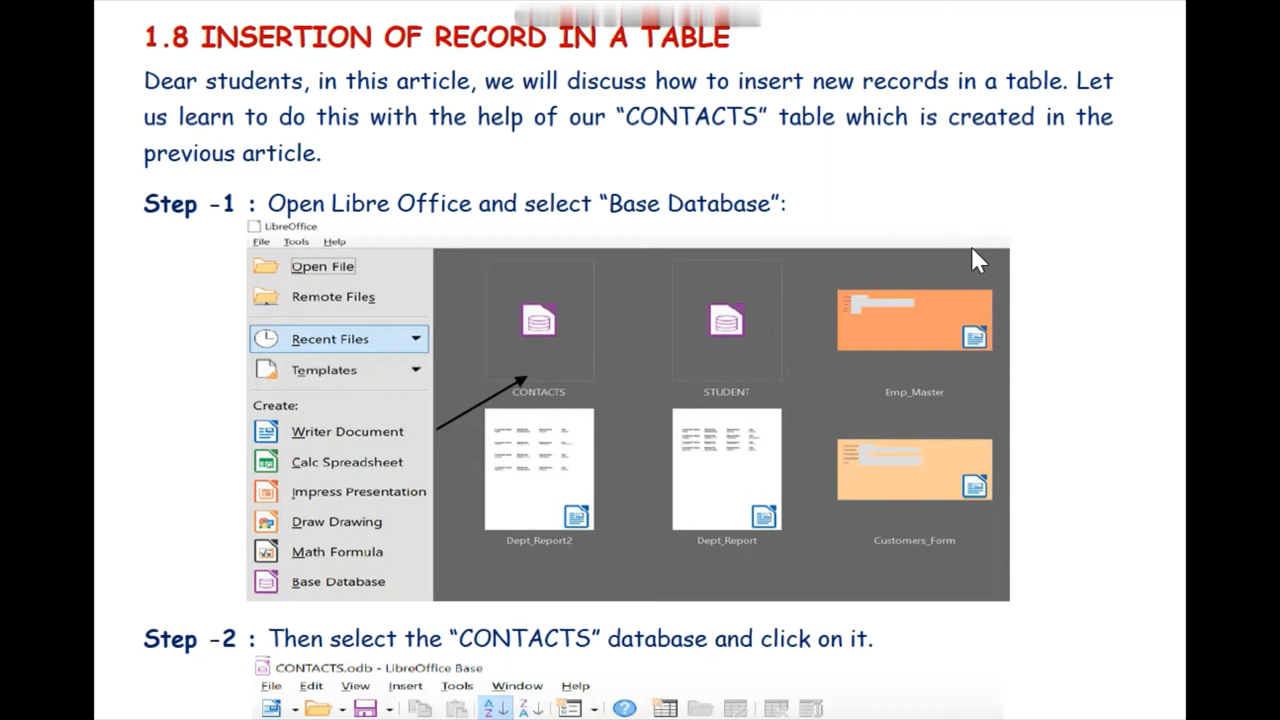 1.8 INSERTION OF RECORD IN A TABLE
Dear students, in this article, we will discuss how to insert new records in a table. Let
us learn to do this with the help of our “CONTACTS” table which is created in the
previous article.
Step -1 : Open Libre Office and select “Base Database”:
LibreOffice
File Tools Help
Open File
Remote Files
Recent Files
Templates
Create:
Writer Document
Calc Spreadsheet
Impress Presentation
Draw Drawing
Math Formula
Base Database
CONTACTS STUDENT Emp_Master
Dept_Report2 Dept_Report Customers_Form
Step -2 : Then select the “CONTACTS” database and click on it.
CONTACTS.odb - LibreOffice Base
File Edit View Insert Tools Window Help